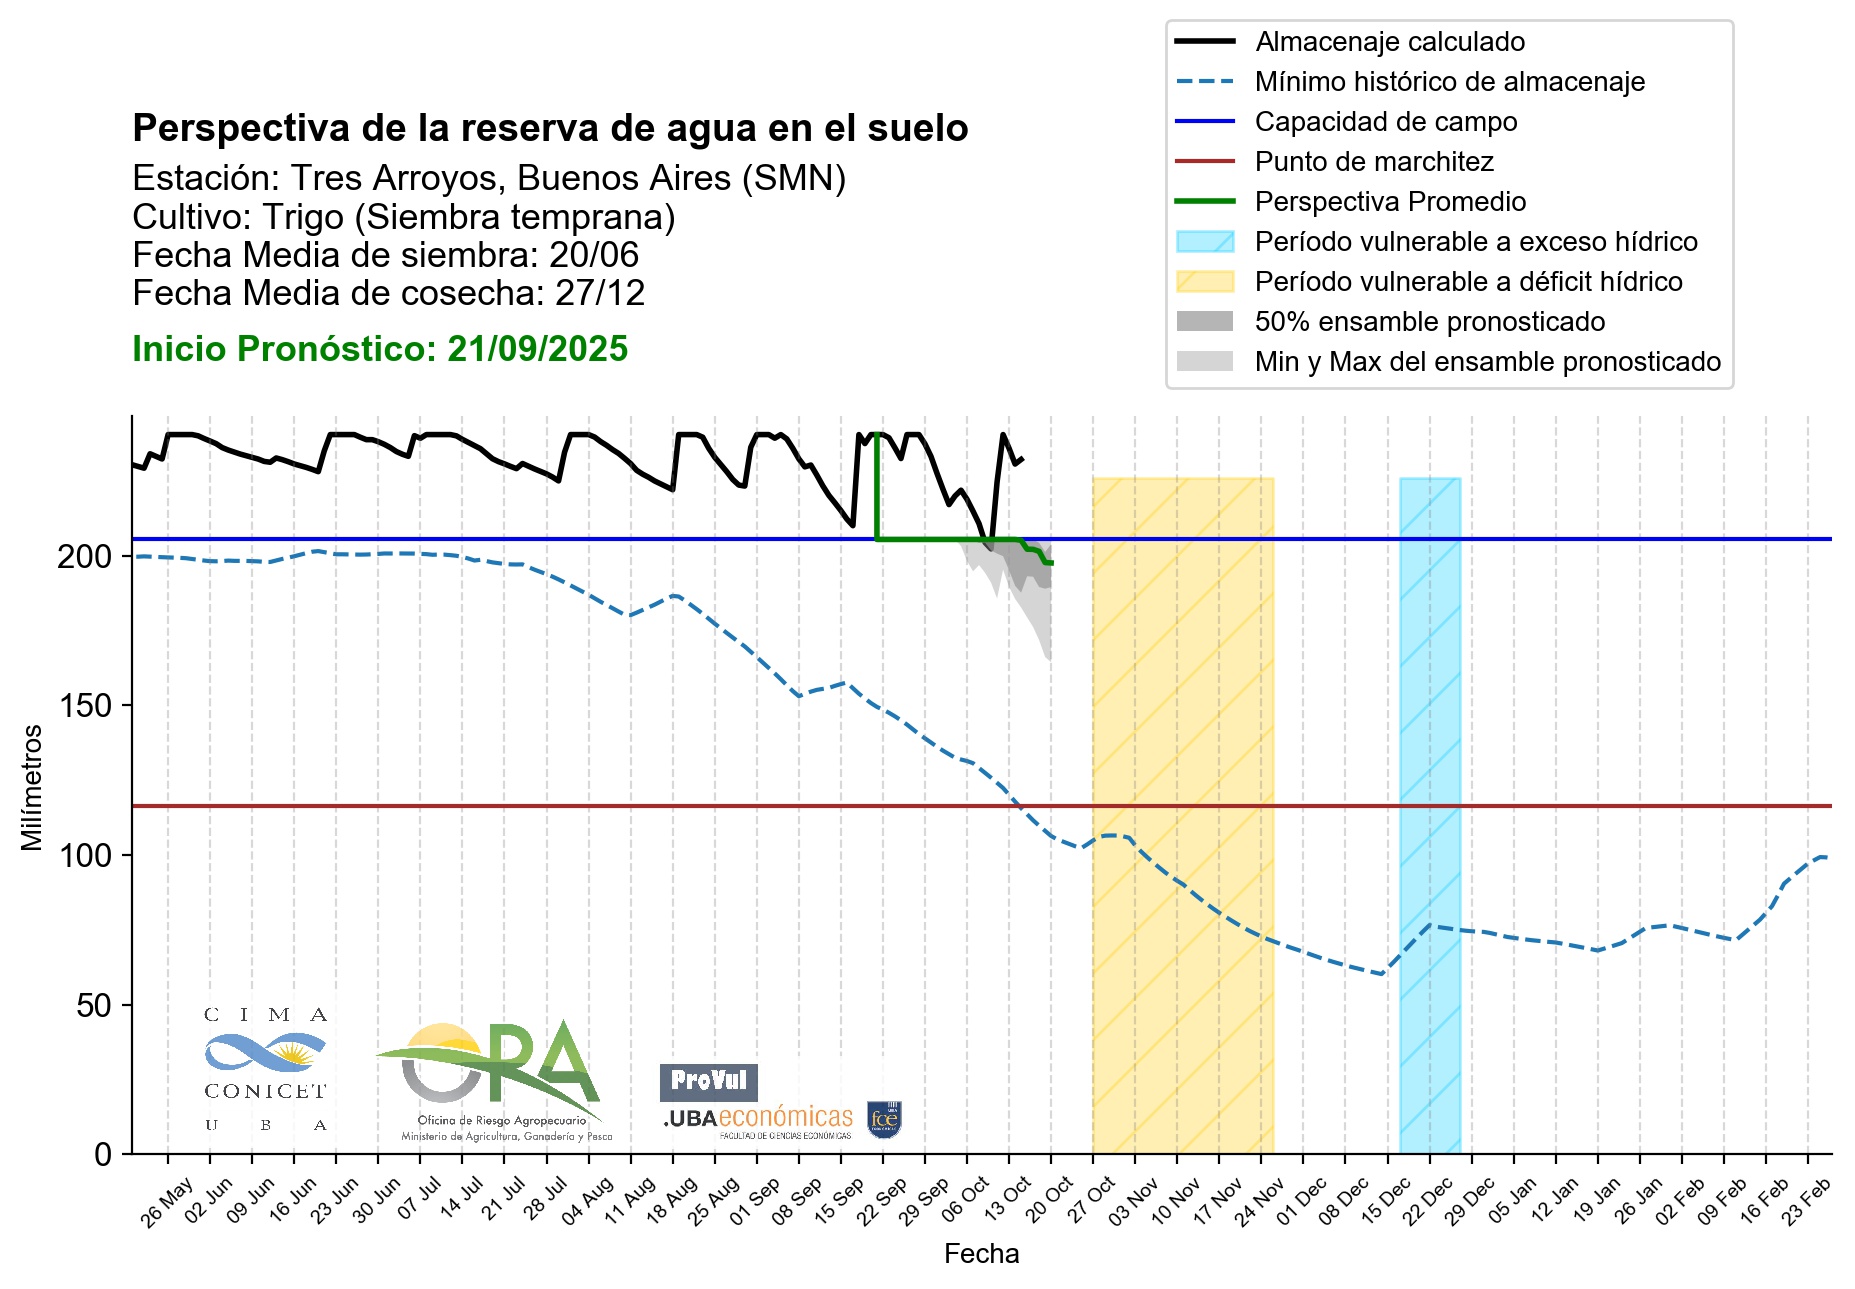 Almacenaje calculado
Mínimo histórico de almacenaje
Capacidad de campo
Punto de marchitez
Perspectiva Promedio
Período vulnerable a exceso hídrico
Período vulnerable a déficit hídrico
50% ensamble pronosticado
Min y Max del ensamble pronosticado
Perspectiva de la reserva de agua en el suelo
Estación: Tres Arroyos, Buenos Aires (SMN)
Cultivo: Trigo (Siembra temprana)
Fecha Media de siembra: 20/06
Fecha Media de cosecha: 27/12
Inicio Pronóstico: 21/09/2025
Milímetros
200
150
100
50
0
C I M A
CONICET
U B A
ORA
Oficina de Riesgo Agropecuario
Ministerio de Agricultura, Ganadería y Pesca
ProVul
.UBAeconómicas
FACULTAD DE CIENCIAS ECONÓMICAS
fce
26 May
02 Jun
09 Jun
16 Jun
23 Jun
30 Jun
07 Jul
14 Jul
21 Jul
28 Jul
04 Aug
11 Aug
18 Aug
25 Aug
01 Sep
08 Sep
15 Sep
22 Sep
29 Sep
06 Oct
13 Oct
20 Oct
27 Oct
03 Nov
10 Nov
17 Nov
24 Nov
01 Dec
08 Dec
15 Dec
22 Dec
29 Dec
05 Jan
12 Jan
19 Jan
26 Jan
02 Feb
09 Feb
16 Feb
23 Feb
Fecha